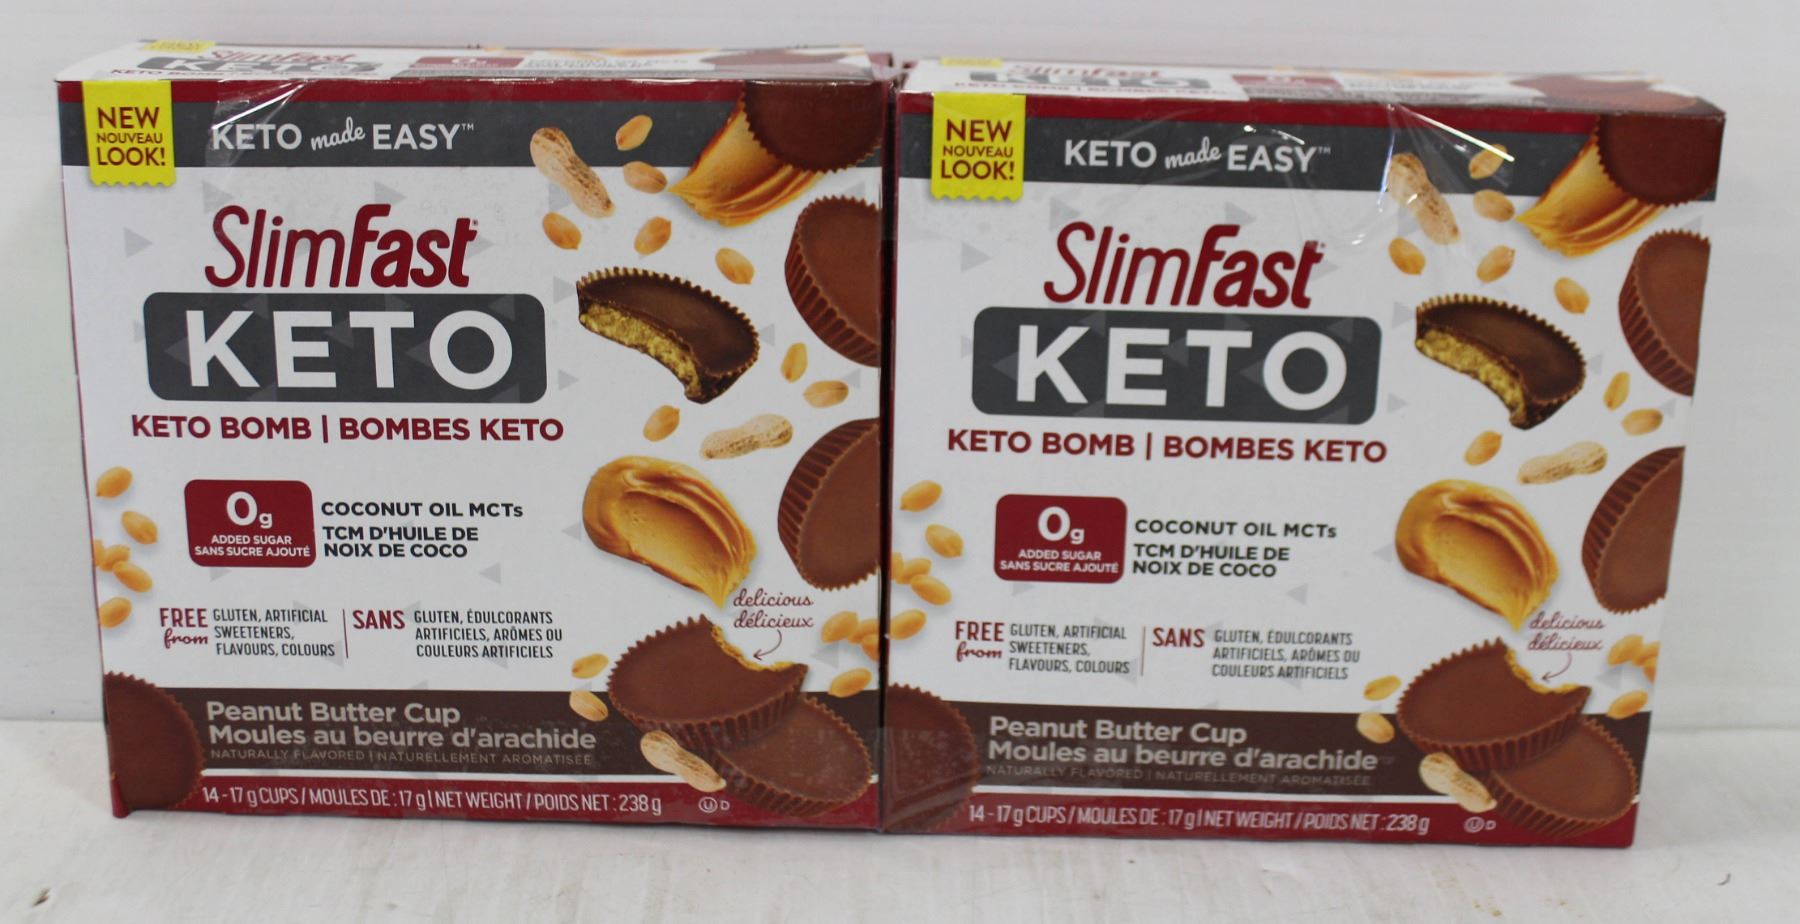 SlimFast
KETO
SlimFast
NEW
NOUVEAU
LOOK!
KETO made EASY™
SlimFast
KETO
KETO BOMB | BOMBES KETO
0g
ADDED SUGAR
SANS SUCRE AJOUTÉ
COCONUT OIL MCTs
TCM D'HUILE DE
NOIX DE COCO
FREE from GLUTEN, ARTIFICIAL
SWEETENERS,
FLAVOURS, COLOURS
SANS GLUTEN, ÉDULCORANTS
ARTIFICIELS, ARÔMES OU
COULEURS ARTIFICIELS
delicious
délicieux
Peanut Butter Cup
Moules au beurre d'arachide
NATURALLY FLAVORED | NATURELLEMENT AROMATISÉE
14 - 17 g CUPS / MOULES DE : 17 g | NET WEIGHT / POIDS NET : 238 g
U D
NEW
NOUVEAU
LOOK!
KETO made EASY™
SlimFast
KETO
KETO BOMB | BOMBES KETO
0g
ADDED SUGAR
SANS SUCRE AJOUTÉ
COCONUT OIL MCTs
TCM D'HUILE DE
NOIX DE COCO
FREE from GLUTEN, ARTIFICIAL
SWEETENERS,
FLAVOURS, COLOURS
SANS GLUTEN, ÉDULCORANTS
ARTIFICIELS, ARÔMES OU
COULEURS ARTIFICIELS
delicious
délicieux
Peanut Butter Cup
Moules au beurre d'arachide
NATURALLY FLAVORED | NATURELLEMENT AROMATISÉE
14 - 17 g CUPS / MOULES DE : 17 g | NET WEIGHT / POIDS NET : 238 g
U D